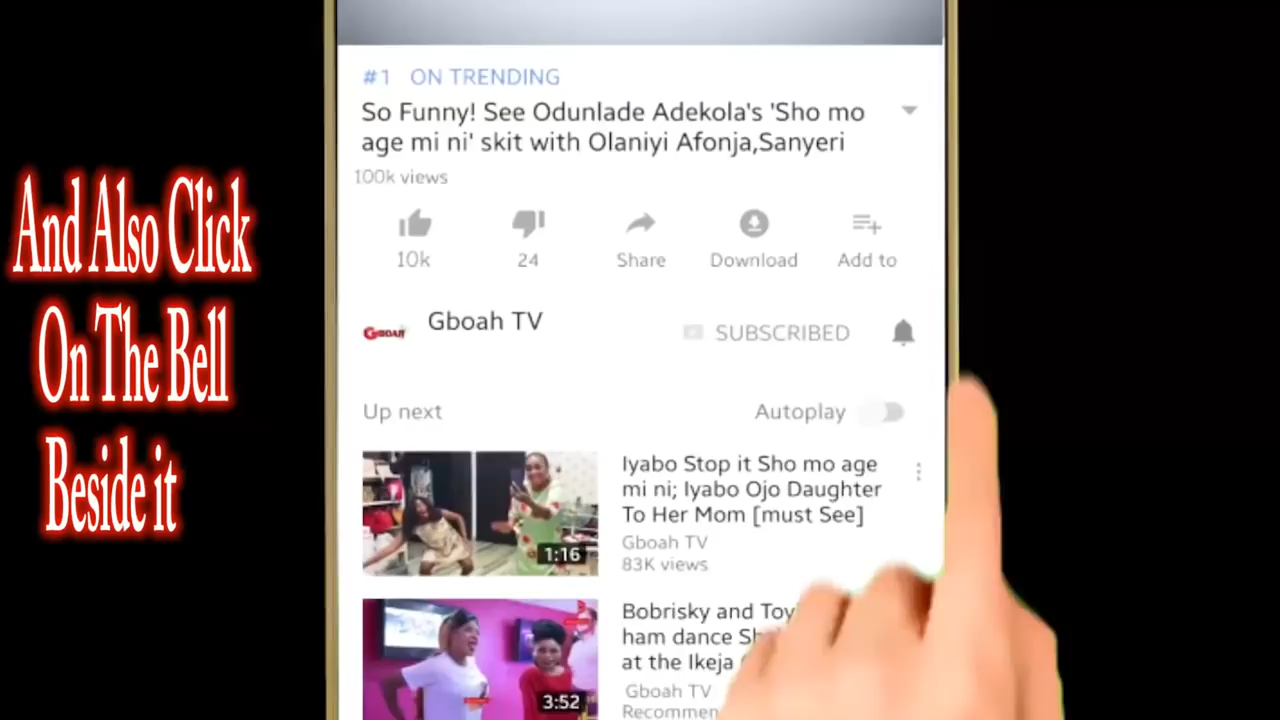 And Also Click
On The Bell
Beside it
#1 ON TRENDING
So Funny! See Odunlade Adekola's 'Sho mo
age mi ni' skit with Olaniyi Afonja,Sanyeri
100k views
10k
24
Share
Download
Add to
GBOAH
Gboah TV
SUBSCRIBED
Up next
Autoplay
1:16
Iyabo Stop it Sho mo age
mi ni; Iyabo Ojo Daughter
To Her Mom [must See]
Gboah TV
83K views
3:52
Bobrisky and Toy
ham dance Sh
at the Ikeja
Gboah TV
Recommen